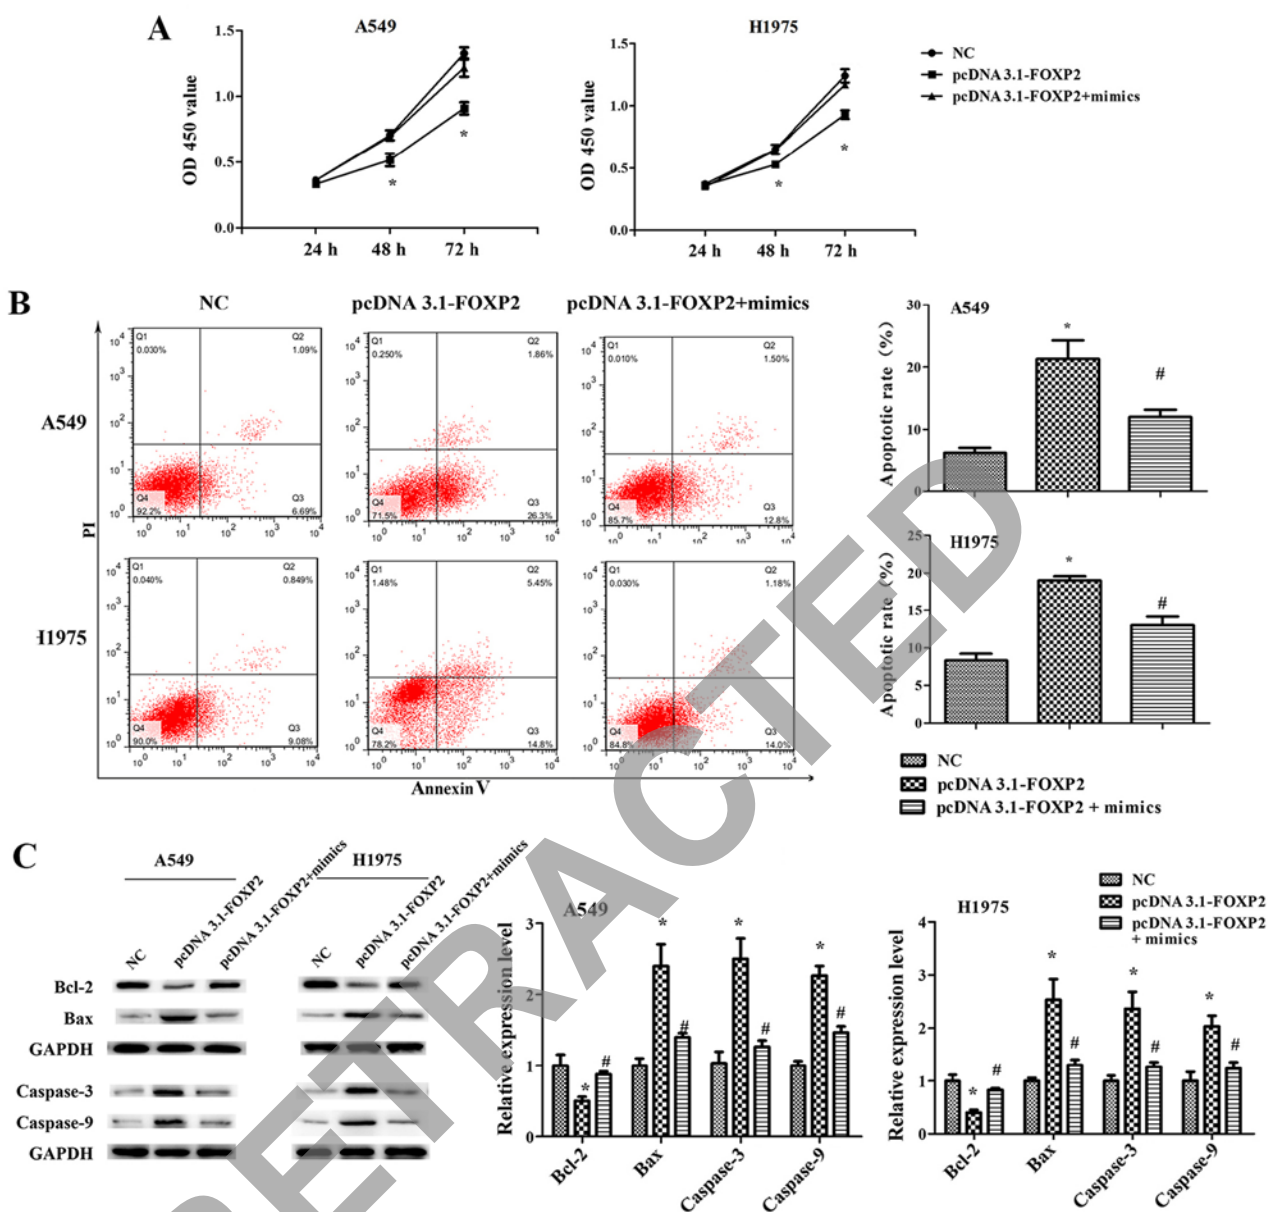 A
A549
H1975
OD 450 value
1.5
1.0
0.5
0.0
24 h 48 h 72 h
OD 450 value
1.5
1.0
0.5
0.0
24 h 48 h 72 h
* *
* *
NC
pcDNA 3.1-FOXP2
pcDNA 3.1-FOXP2+mimics
B
NC pcDNA 3.1-FOXP2 pcDNA 3.1-FOXP2+mimics
A549
Q1 0.030% Q2 1.09% Q4 92.2% Q3 6.69%
Q1 0.250% Q2 1.86% Q4 71.5% Q3 26.3%
Q1 0.010% Q2 1.50% Q4 85.7% Q3 12.8%
H1975
Q1 0.040% Q2 0.849% Q4 90.0% Q3 9.08%
Q1 1.48% Q2 5.45% Q4 78.2% Q3 14.8%
Q1 0.030% Q2 1.18% Q4 84.8% Q3 14.0%
PI
Annexin V
A549
Apoptotic rate (%)
30
20
10
0
* #
H1975
Apoptotic rate (%)
25
20
15
10
5
0
* #
NC
pcDNA 3.1-FOXP2
pcDNA 3.1-FOXP2 + mimics
C
A549 H1975
NC pcDNA 3.1-FOXP2 pcDNA 3.1-FOXP2+mimics
NC pcDNA 3.1-FOXP2 pcDNA 3.1-FOXP2+mimics
Bcl-2
Bax
GAPDH
Caspase-3
Caspase-9
GAPDH
A549
Relative expression level
3
2
1
0
* # * # * # * #
Bcl-2 Bax Caspase-3 Caspase-9
H1975
Relative expression level
4
3
2
1
0
* # * # * # * #
Bcl-2 Bax Caspase-3 Caspase-9
NC
pcDNA 3.1-FOXP2
pcDNA 3.1-FOXP2
+ mimics
RETRACTED